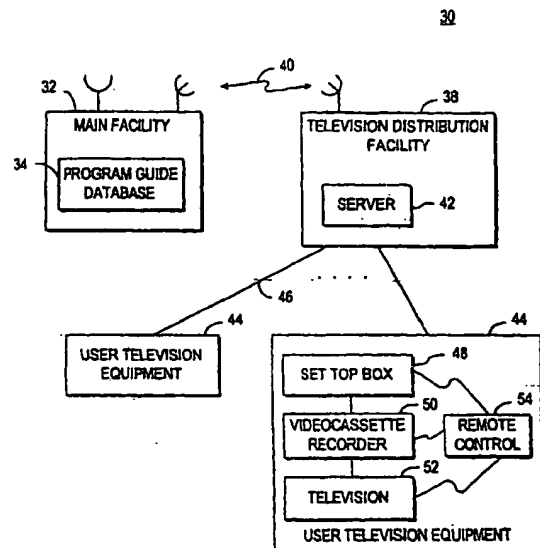 30
40
32
38
MAIN FACILITY
34
PROGRAM GUIDE
DATABASE
TELEVISION DISTRIBUTION
FACILITY
SERVER
42
46
44
USER TELEVISION
EQUIPMENT
44
48
SET TOP BOX
50
54
VIDEOCASSETTE
RECORDER
REMOTE
CONTROL
52
TELEVISION
USER TELEVISION EQUIPMENT